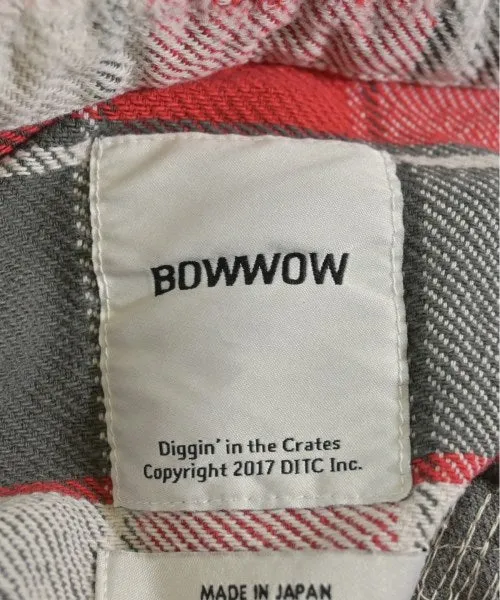 BOWWOW
Diggin' in the Crates
Copyright 2017 DITC Inc.
MADE IN JAPAN